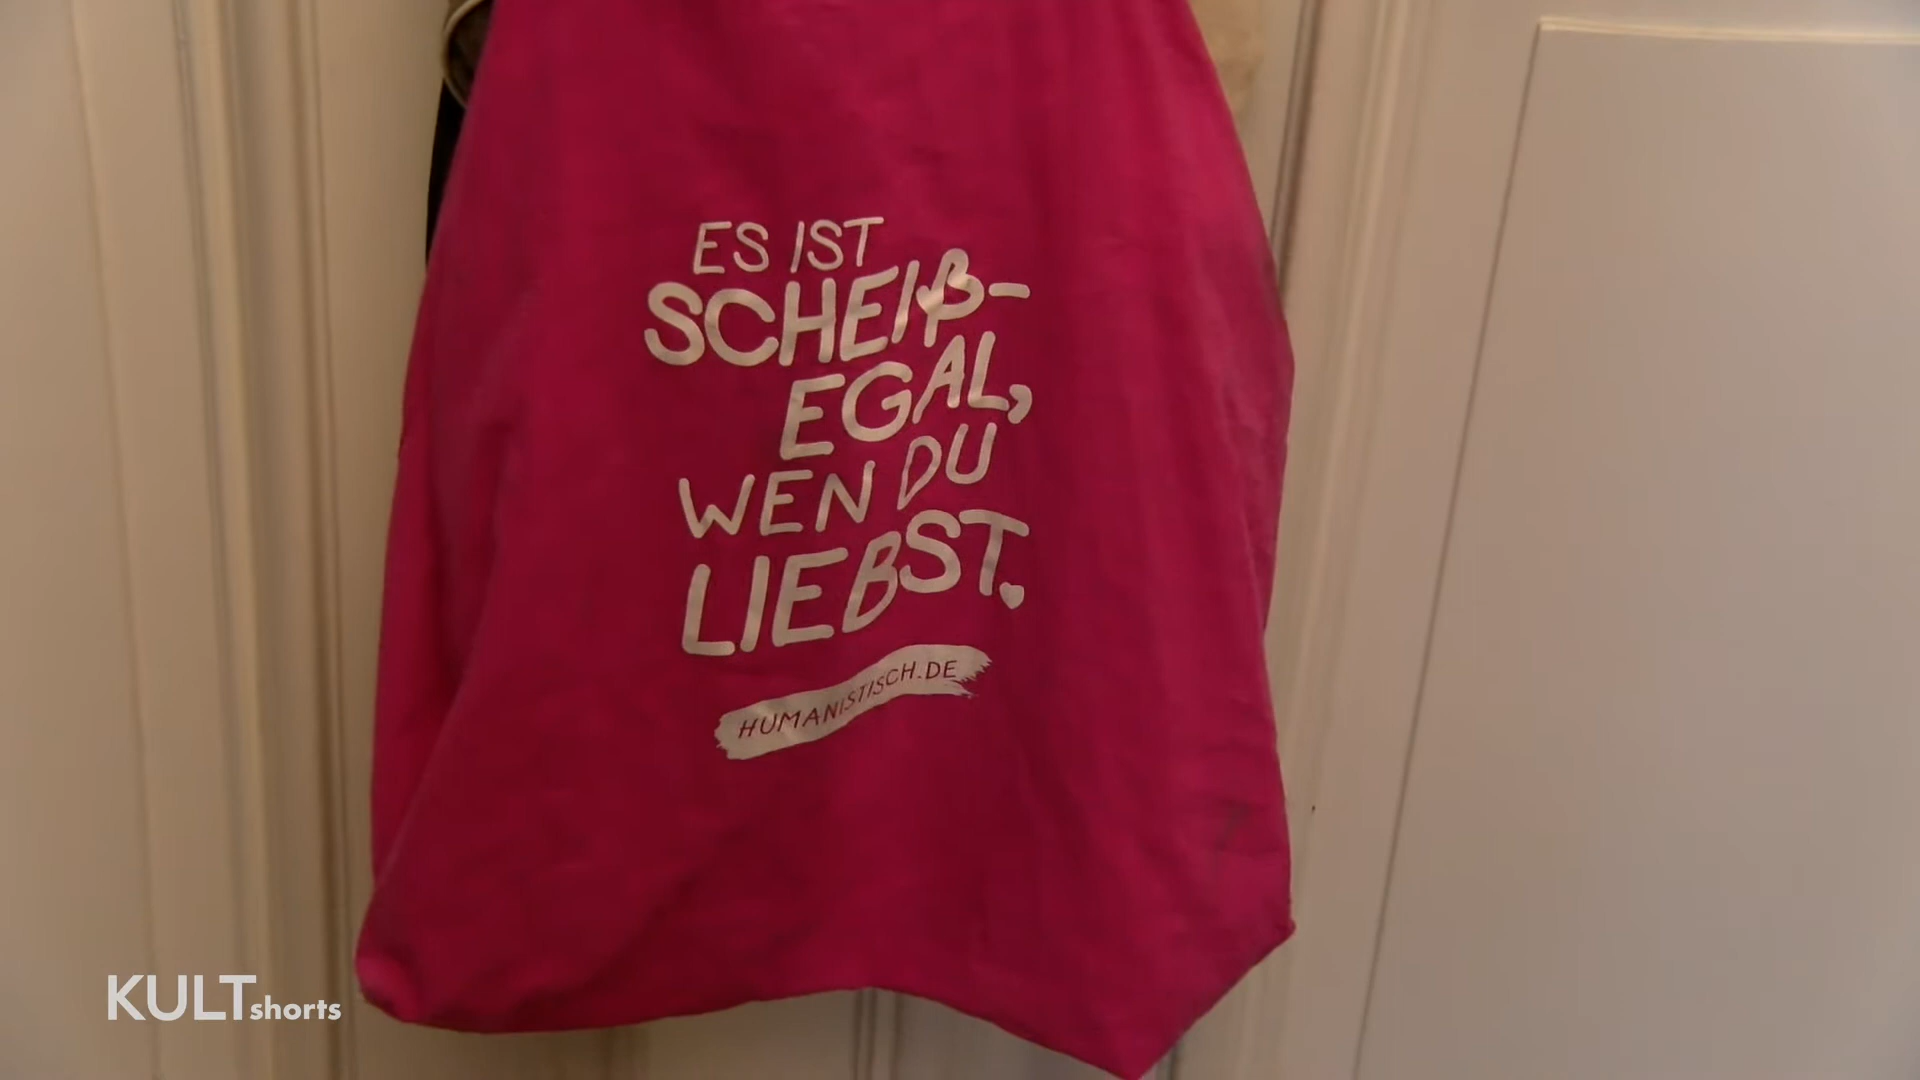 ES IST
SCHEIß-
EGAL,
WEN DU
LIEBST.
HUMANISTISCH.DE
KULTshorts